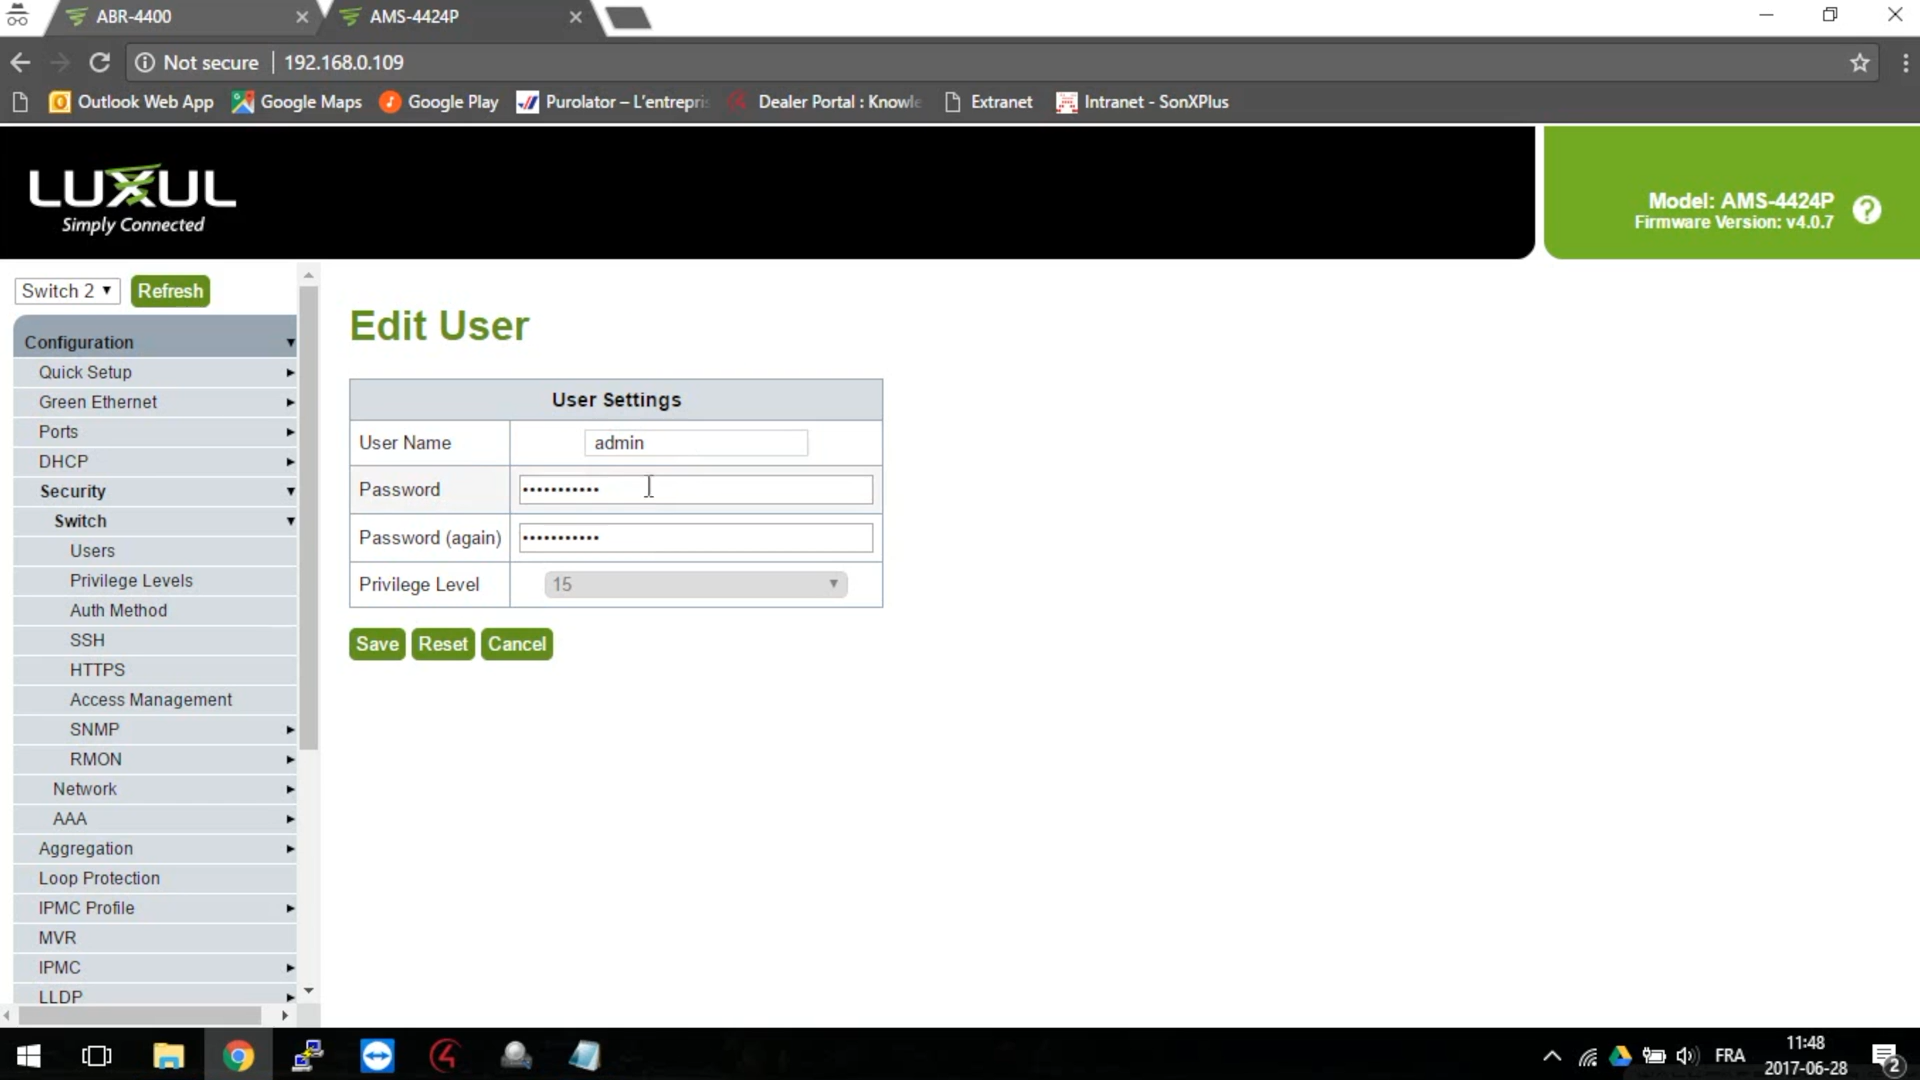 ABR-4400
AMS-4424P
Not secure
192.168.0.109
Outlook Web App
Google Maps
Google Play
Purolator – L'entrepri
Dealer Portal : Knowle
Extranet
Intranet - SonXPlus
LUXUL
Simply Connected
Model: AMS-4424P
Firmware Version: v4.0.7
?
Switch 2
Refresh
Configuration
Quick Setup
Green Ethernet
Ports
DHCP
Security
Switch
Users
Privilege Levels
Auth Method
SSH
HTTPS
Access Management
SNMP
RMON
Network
AAA
Aggregation
Loop Protection
IPMC Profile
MVR
IPMC
LLDP
Edit User
User Settings
User Name
admin
Password
•••••••••••
Password (again)
•••••••••••
Privilege Level
15
Save
Reset
Cancel
FRA
11:48
2017-06-28
2